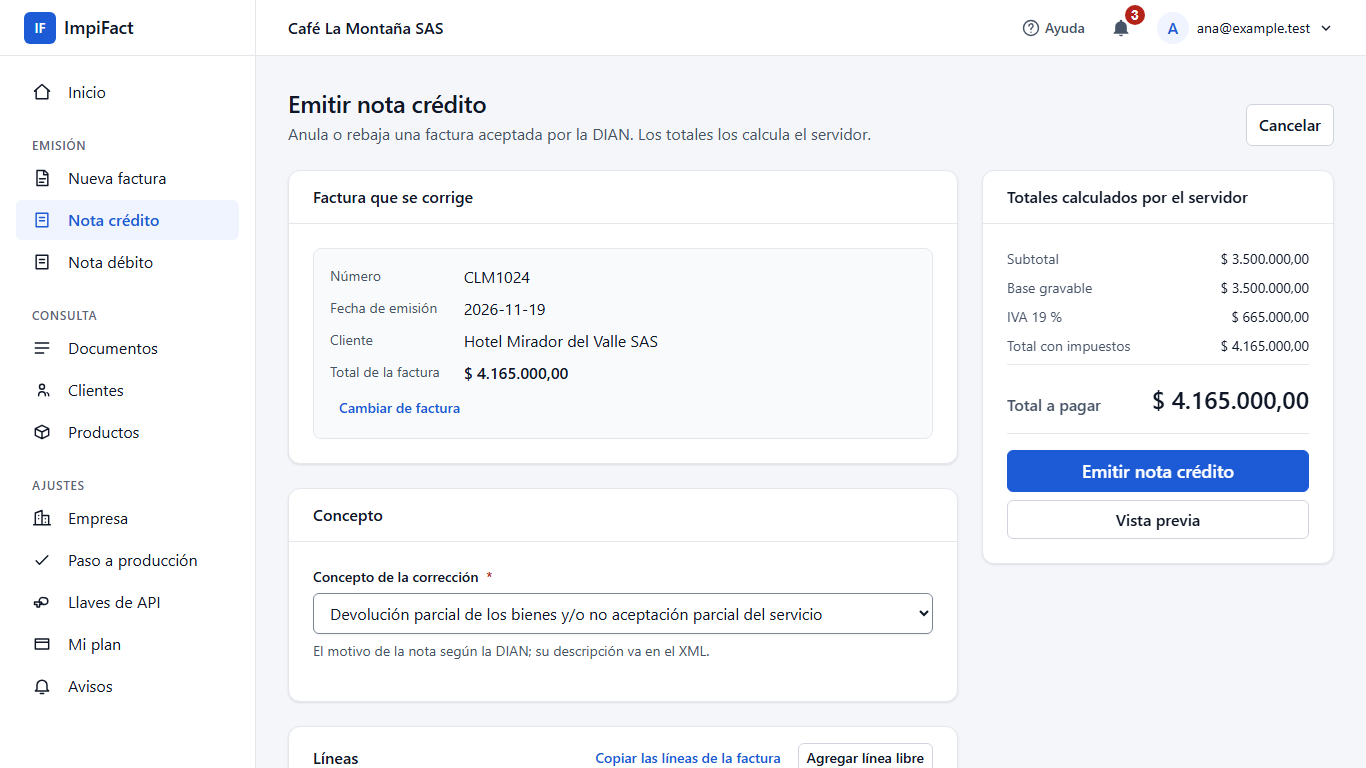 IF ImpiFact
Café La Montaña SAS
Ayuda
3
A
ana@example.test
Inicio
EMISIÓN
Nueva factura
Nota crédito
Nota débito
CONSULTA
Documentos
Clientes
Productos
AJUSTES
Empresa
Paso a producción
Llaves de API
Mi plan
Avisos
Emitir nota crédito
Anula o rebaja una factura aceptada por la DIAN. Los totales los calcula el servidor.
Cancelar
Factura que se corrige
Número CLM1024
Fecha de emisión 2026-11-19
Cliente Hotel Mirador del Valle SAS
Total de la factura $ 4.165.000,00
Cambiar de factura
Concepto
Concepto de la corrección *
Devolución parcial de los bienes y/o no aceptación parcial del servicio
El motivo de la nota según la DIAN; su descripción va en el XML.
Líneas
Copiar las líneas de la factura
Agregar línea libre
Totales calculados por el servidor
Subtotal $ 3.500.000,00
Base gravable $ 3.500.000,00
IVA 19 % $ 665.000,00
Total con impuestos $ 4.165.000,00
Total a pagar $ 4.165.000,00
Emitir nota crédito
Vista previa